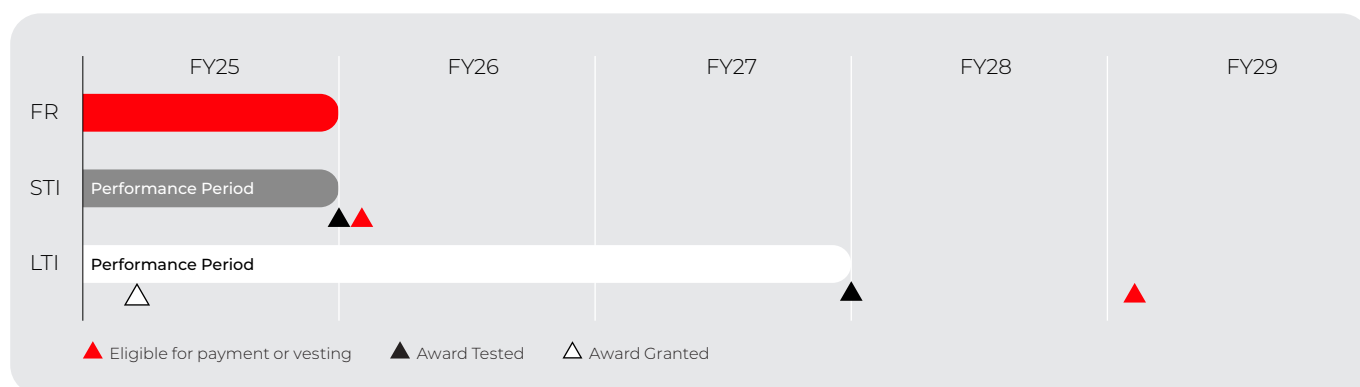 FY25 FY26 FY27 FY28 FY29
FR
STI Performance Period
LTI Performance Period
Eligible for payment or vesting Award Tested Award Granted